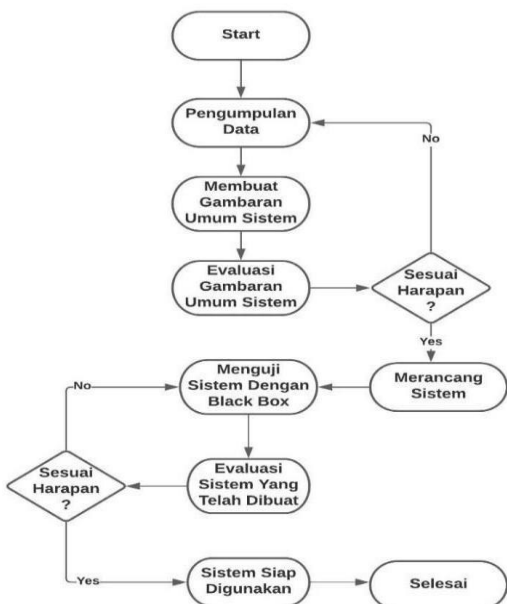 Start
Pengumpulan
Data
No
Membuat
Gambaran
Umum Sistem
Evaluasi
Gambaran
Umum Sistem
Sesuai
Harapan
?
Yes
Merancang
Sistem
Menguji
Sistem Dengan
Black Box
No
Evaluasi
Sistem Yang
Telah Dibuat
Sesuai
Harapan
?
Yes
Sistem Siap
Digunakan
Selesai